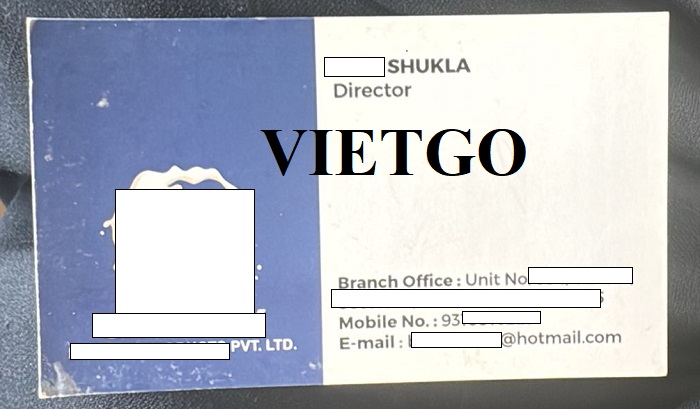 SHUKLA
Director
VIETGO
Branch Office : Unit No
Mobile No. : 93
E-mail : @hotmail.com
PVT. LTD.